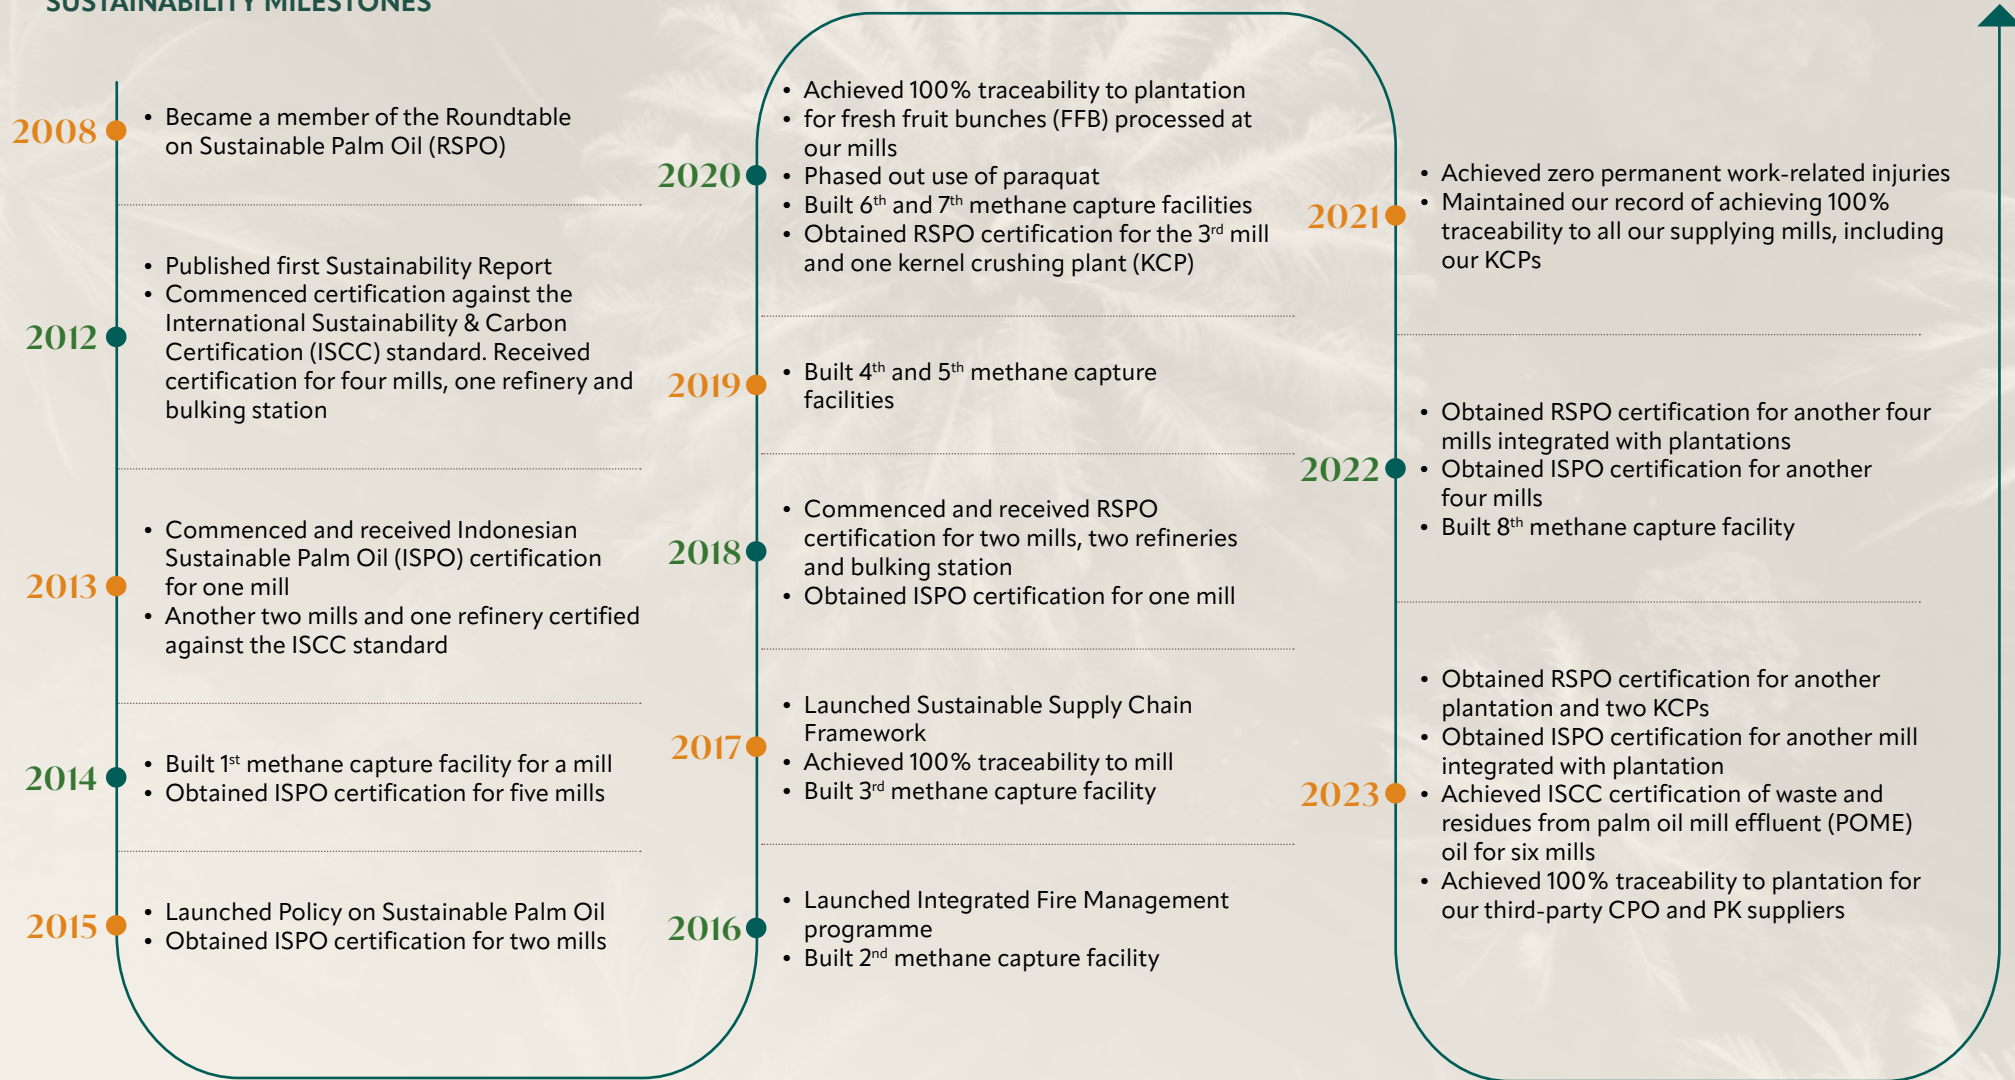 SUSTAINABILITY MILESTONES
2008
• Became a member of the Roundtable
on Sustainable Palm Oil (RSPO)
2012
• Published first Sustainability Report
• Commenced certification against the
International Sustainability & Carbon
Certification (ISCC) standard. Received
certification for four mills, one refinery and
bulking station
2013
• Commenced and received Indonesian
Sustainable Palm Oil (ISPO) certification
for one mill
• Another two mills and one refinery certified
against the ISCC standard
2014
• Built 1st methane capture facility for a mill
• Obtained ISPO certification for five mills
2015
• Launched Policy on Sustainable Palm Oil
• Obtained ISPO certification for two mills
2016
• Launched Integrated Fire Management
programme
• Built 2nd methane capture facility
2017
• Launched Sustainable Supply Chain
Framework
• Achieved 100% traceability to mill
• Built 3rd methane capture facility
2018
• Commenced and received RSPO
certification for two mills, two refineries
and bulking station
• Obtained ISPO certification for one mill
2019
• Built 4th and 5th methane capture
facilities
2020
• Achieved 100% traceability to plantation
• for fresh fruit bunches (FFB) processed at
our mills
• Phased out use of paraquat
• Built 6th and 7th methane capture facilities
• Obtained RSPO certification for the 3rd mill
and one kernel crushing plant (KCP)
2021
• Achieved zero permanent work-related injuries
• Maintained our record of achieving 100%
traceability to all our supplying mills, including
our KCPs
2022
• Obtained RSPO certification for another four
mills integrated with plantations
• Obtained ISPO certification for another
four mills
• Built 8th methane capture facility
2023
• Obtained RSPO certification for another
plantation and two KCPs
• Obtained ISPO certification for another mill
integrated with plantation
• Achieved ISCC certification of waste and
residues from palm oil mill effluent (POME)
oil for six mills
• Achieved 100% traceability to plantation for
our third-party CPO and PK suppliers